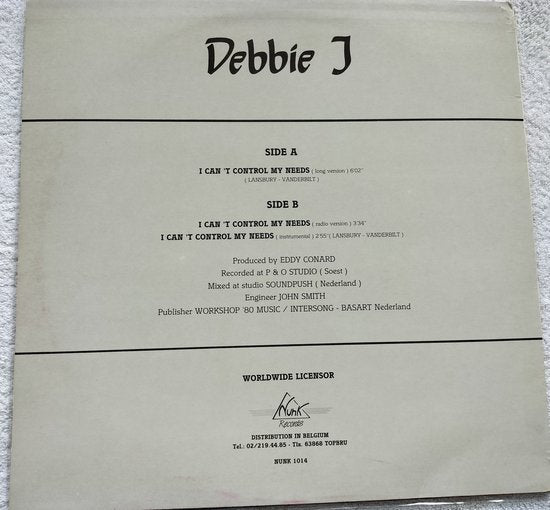 Debbie J
SIDE A
I CAN 'T CONTROL MY NEEDS ( long version ) 6'02"
( LANSBURY - VANDERBILT )
SIDE B
I CAN 'T CONTROL MY NEEDS ( radio version ) 3'34"
I CAN 'T CONTROL MY NEEDS ( instrumental ) 2'55"( LANSBURY - VANDERBILT )
Produced by EDDY CONARD
Recorded at P & O STUDIO ( Soest )
Mixed at studio SOUNDPUSH ( Nederland )
Engineer JOHN SMITH
Publisher WORKSHOP '80 MUSIC / INTERSONG - BASART Nederland
WORLDWIDE LICENSOR
Nunk
Records
DISTRIBUTION IN BELGIUM
Tel.: 02/219.44.85 - Tlx. 63868 TOPBRU
NUNK 1014